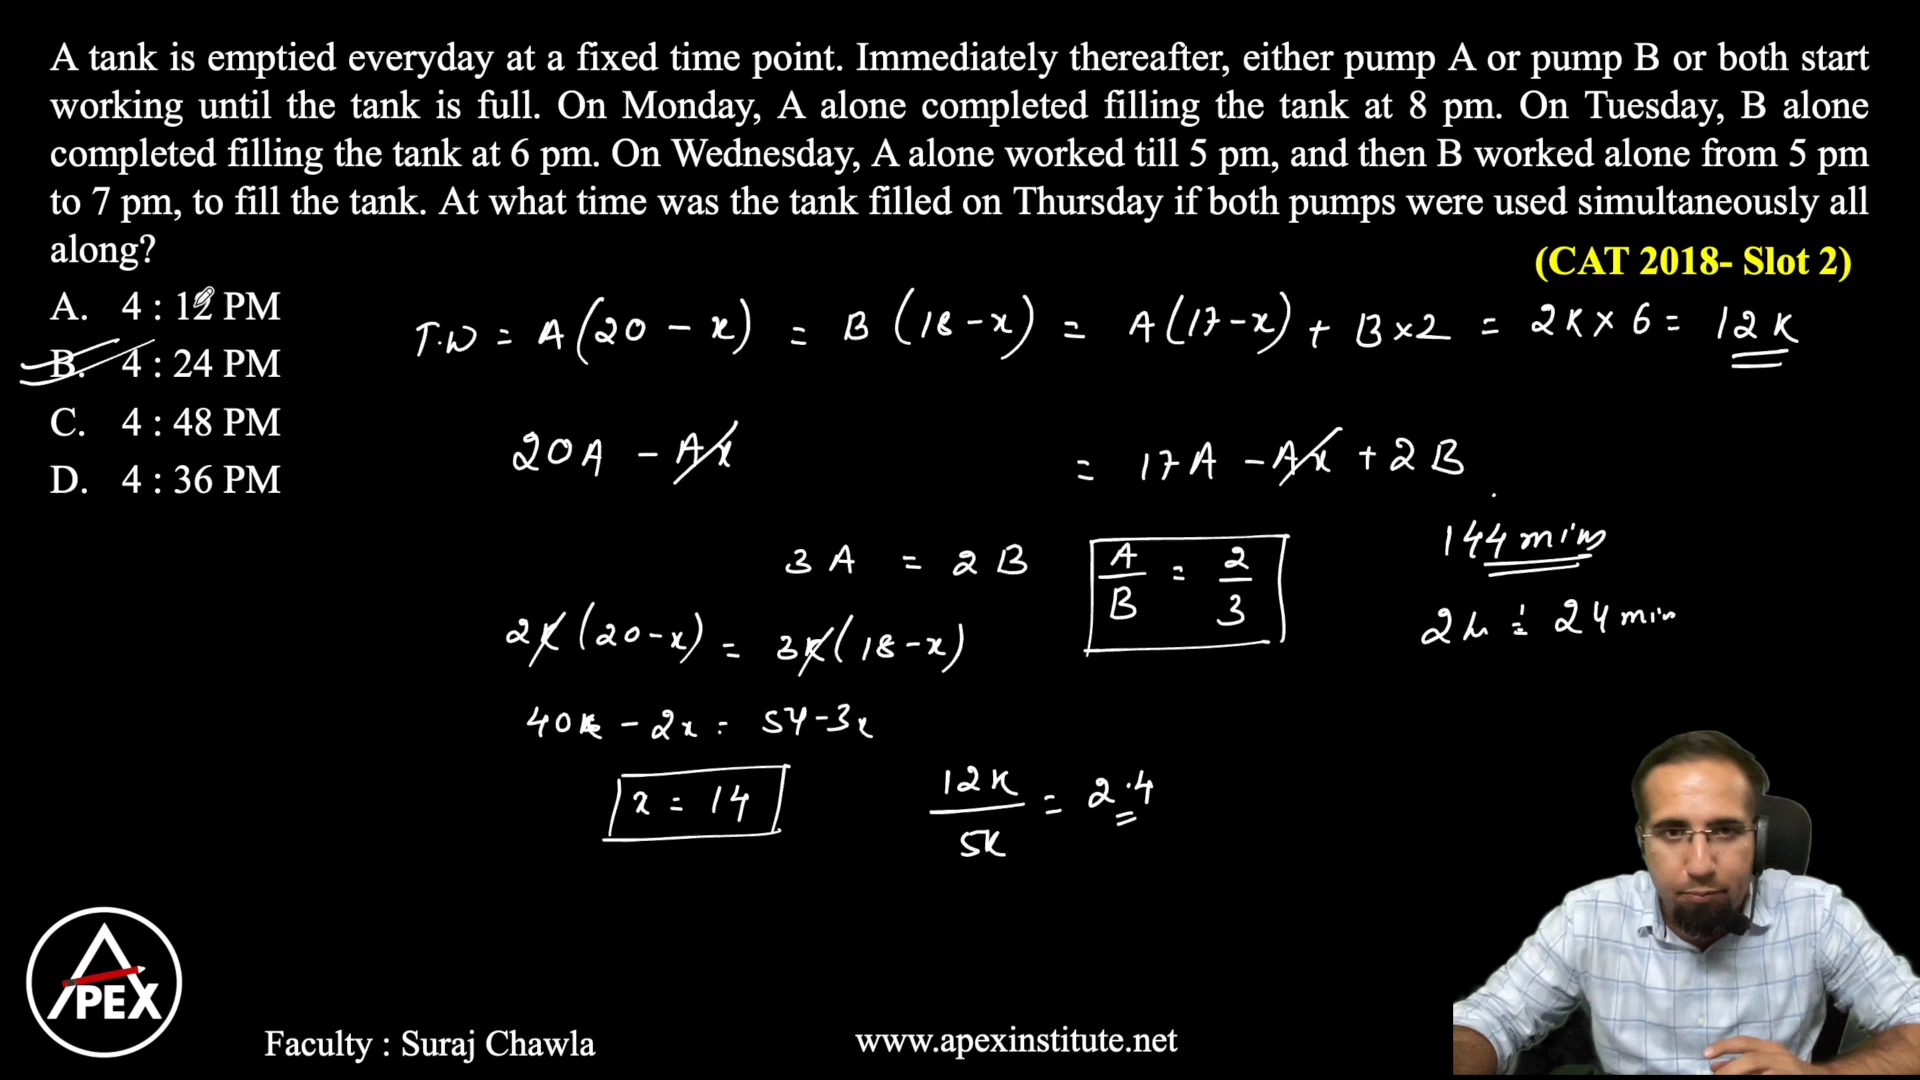 A tank is emptied everyday at a fixed time point. Immediately thereafter, either pump A or pump B or both start
working until the tank is full. On Monday, A alone completed filling the tank at 8 pm. On Tuesday, B alone
completed filling the tank at 6 pm. On Wednesday, A alone worked till 5 pm, and then B worked alone from 5 pm
to 7 pm, to fill the tank. At what time was the tank filled on Thursday if both pumps were used simultaneously all
along?
(CAT 2018- Slot 2)
A. 4 : 12 PM
B. 4 : 24 PM
C. 4 : 48 PM
D. 4 : 36 PM
T.W = A(20 - x) = B(18-x) = A(17-x) + B×2 = 2K×6 = 12K
20A - Ax = 17A - Ax + 2B
3A = 2B
A/B = 2/3
144 mins
2h : 24 min
2K(20-x) = 3K(18-x)
40 - 2x = 54-3x
x = 14
12K/5K = 2.4
APEX
Faculty : Suraj Chawla
www.apexinstitute.net